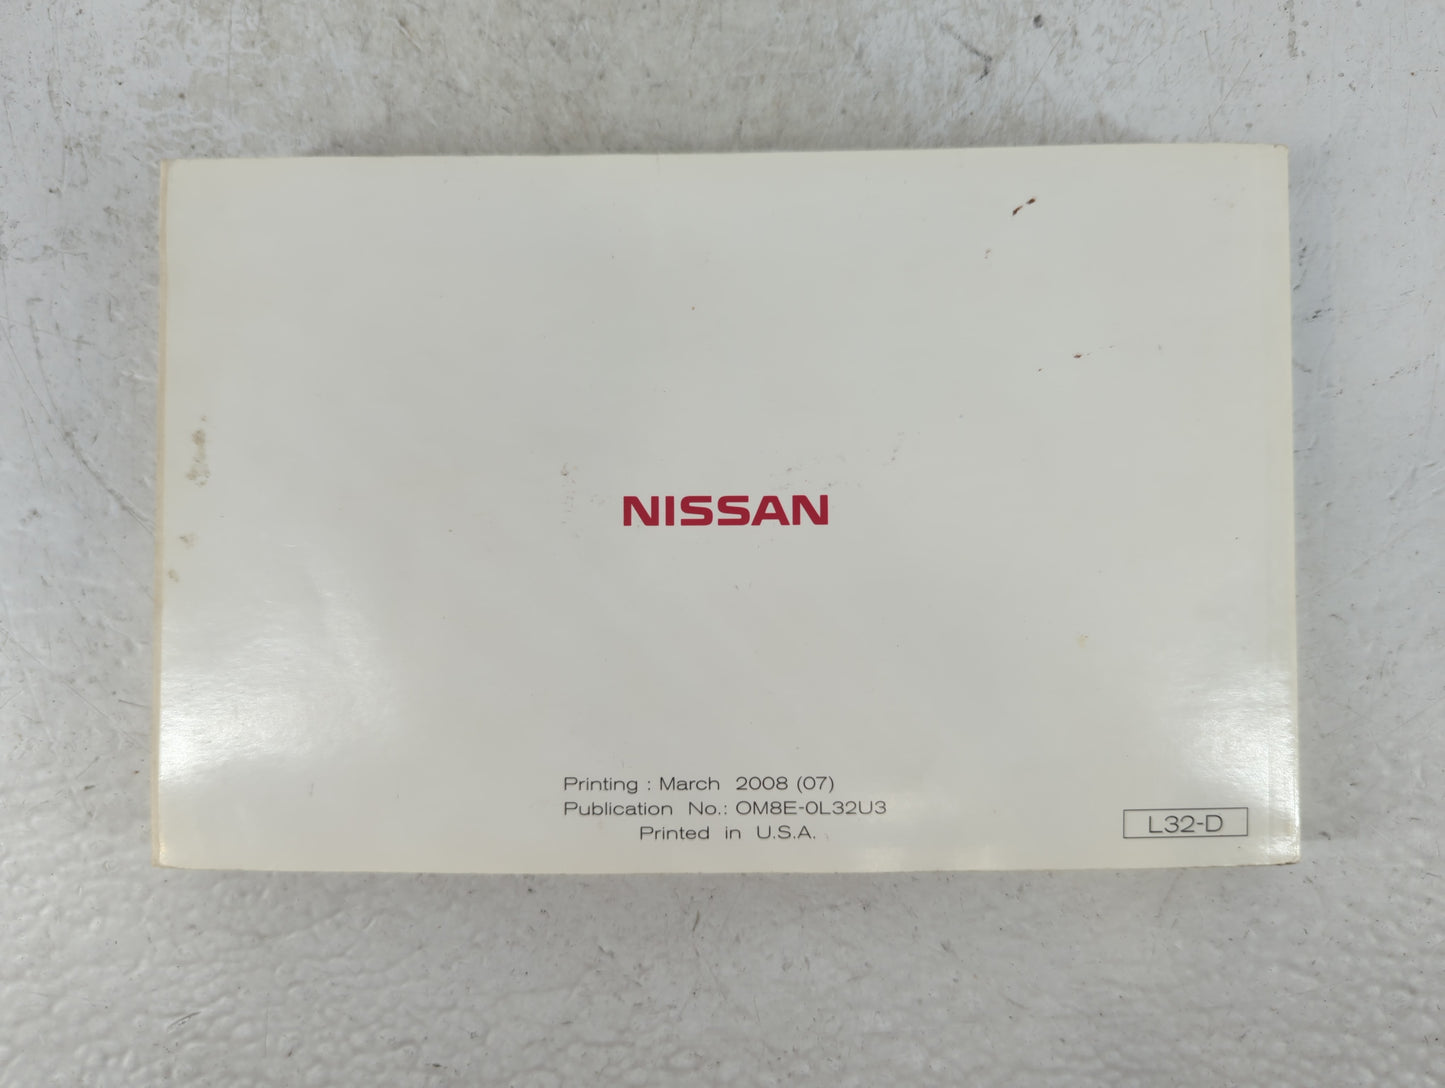 NISSAN
Printing : March 2008 (07)
Publication No.: OM8E-0L32U3
Printed in U.S.A.
L32-D